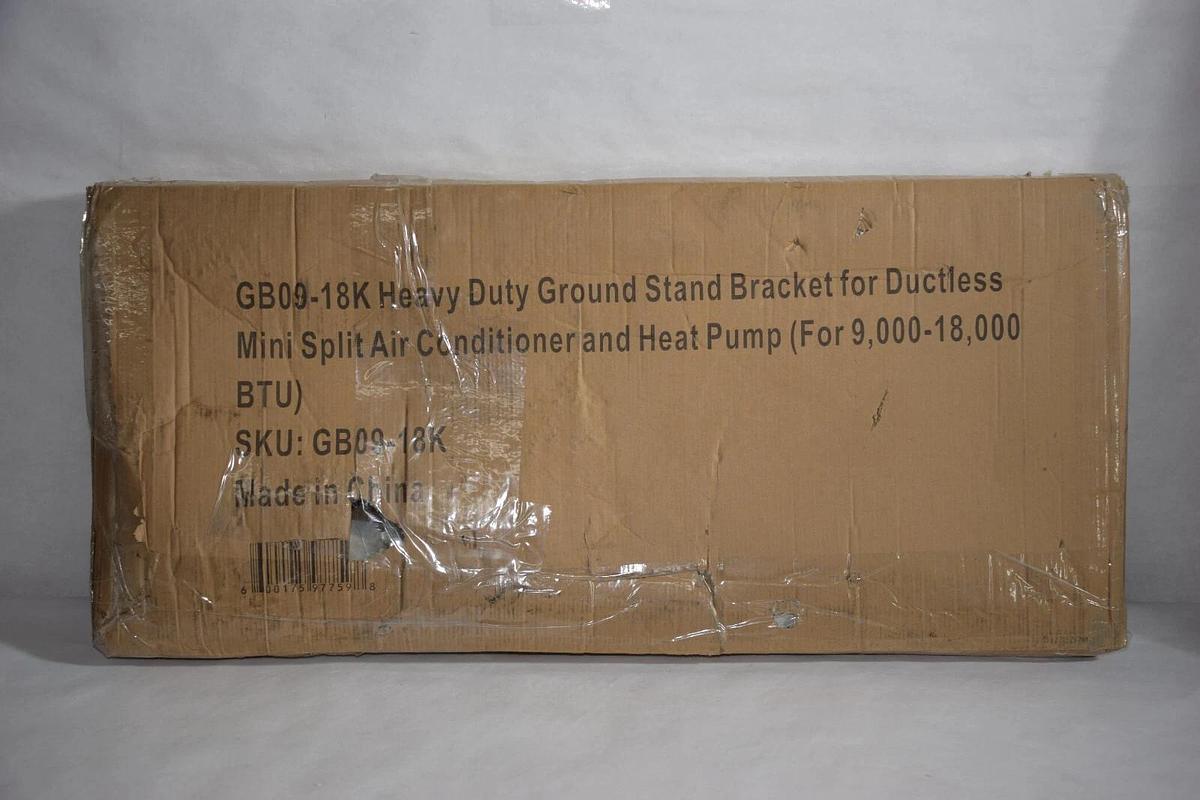 GB09-18K Heavy Duty Ground Stand Bracket for Ductless
Mini Split Air Conditioner and Heat Pump (For 9,000-18,000
BTU)
SKU: GB09-18K
Made in China